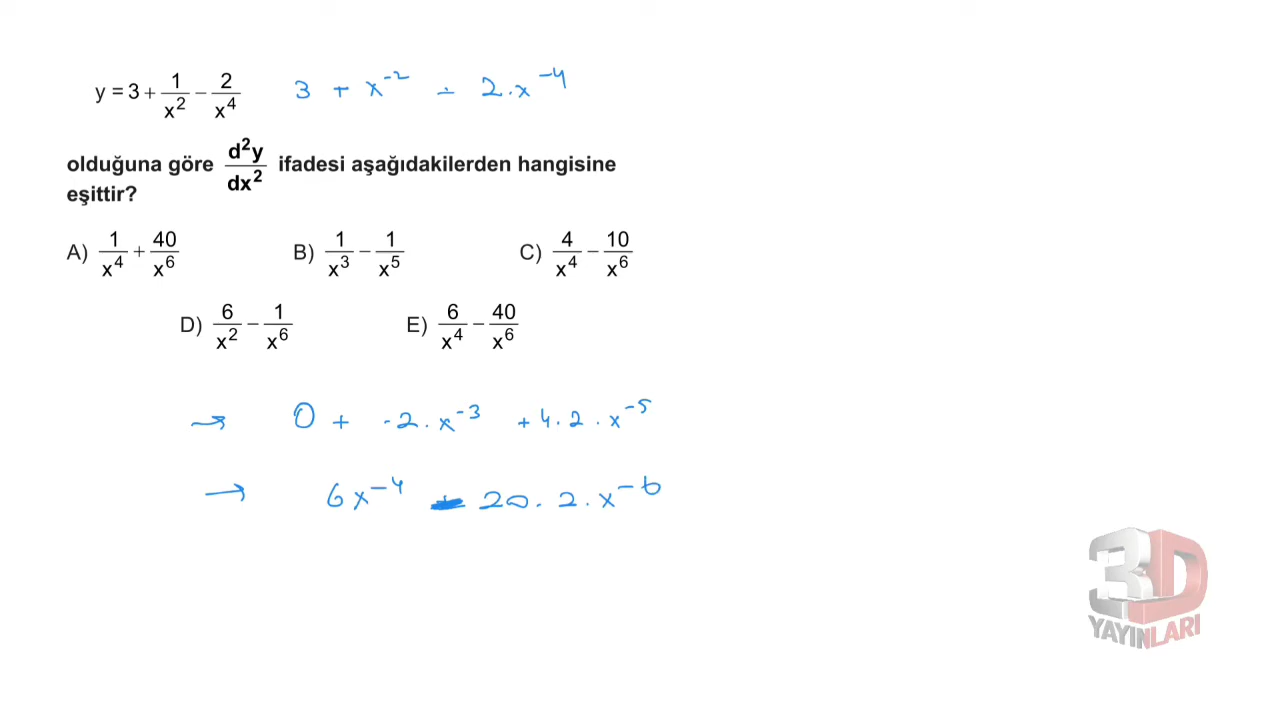 y = 3 + 1/x² − 2/x⁴ 3 + x⁻² - 2.x⁻⁴
olduğuna göre d²y/dx² ifadesi aşağıdakilerden hangisine
eşittir?
A) 1/x⁴ + 40/x⁶ B) 1/x³ − 1/x⁵ C) 4/x⁴ − 10/x⁶
D) 6/x² − 1/x⁶ E) 6/x⁴ − 40/x⁶
→ 0 + -2.x⁻³ +4.2.x⁻⁵
→ 6x⁻⁴ - 20.2.x⁻⁶
3D
YAYINLARI